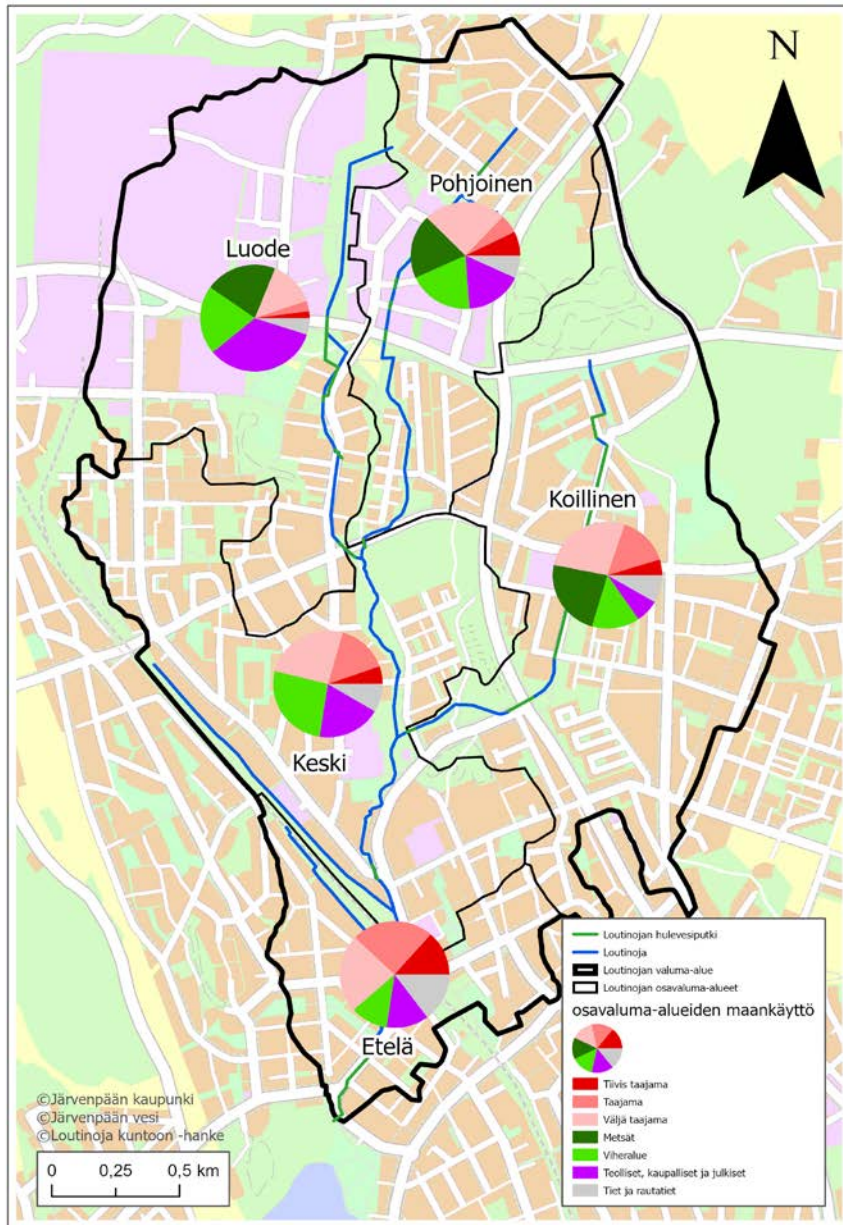 N
Pohjoinen
Luode
Koillinen
Keski
Etelä
Loutinojan hulevesiputki
Loutinoja
Loutinojan valuma-alue
Loutinojan osavaluma-alueet
osavaluma-alueiden maankäyttö
Tiivis taajama
Taajama
Väljä taajama
Metsät
Viheralue
Teolliset, kaupalliset ja julkiset
Tiet ja rautatiet
©Järvenpään kaupunki
©Järvenpään vesi
©Loutinoja kuntoon -hanke
0 0,25 0,5 km